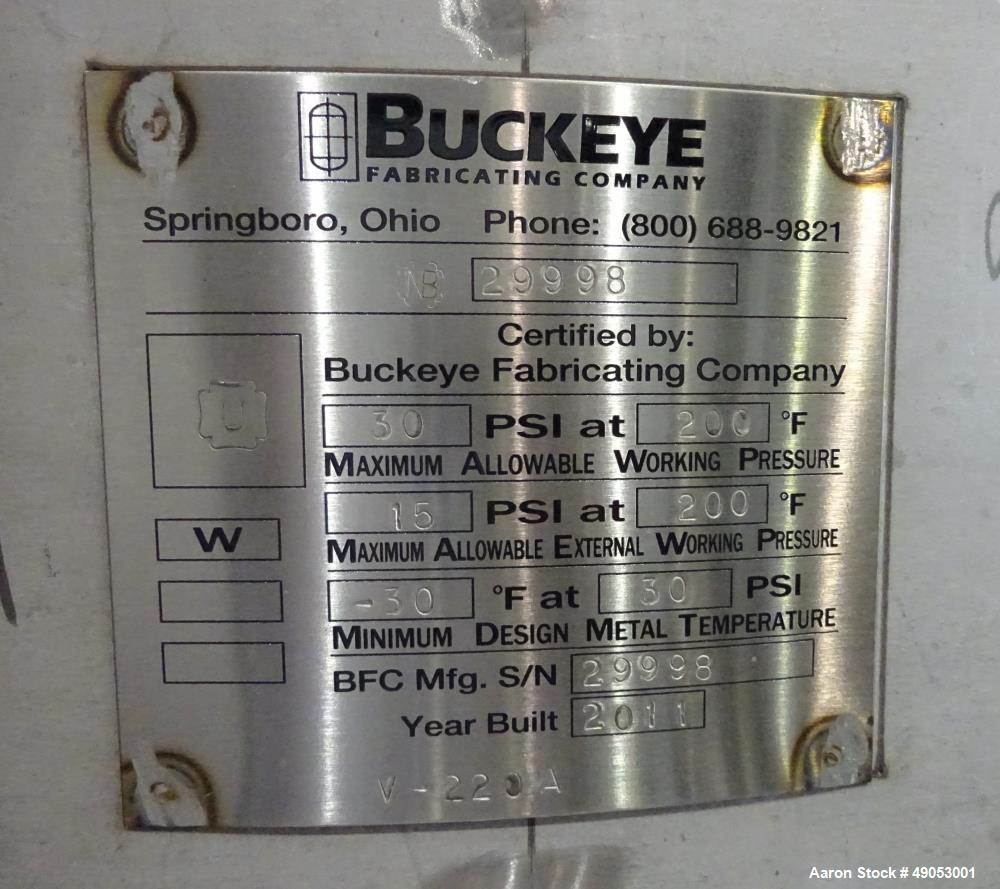 BUCKEYE
FABRICATING COMPANY
Springboro, Ohio Phone: (800) 688-9821
NB 29998
Certified by:
Buckeye Fabricating Company
U
30 PSI at 200 °F
MAXIMUM ALLOWABLE WORKING PRESSURE
15 PSI at 200 °F
W
MAXIMUM ALLOWABLE EXTERNAL WORKING PRESSURE
-30 °F at 30 PSI
MINIMUM DESIGN METAL TEMPERATURE
BFC Mfg. S/N 29998
Year Built 2011
V-220A
Aaron Stock # 49053001